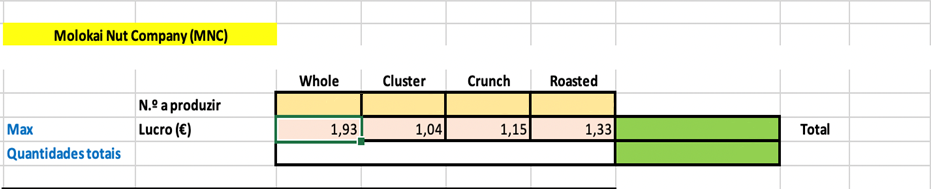 Molokai Nut Company (MNC)
Whole Cluster Crunch Roasted
N.º a produzir
Max Lucro (€) 1,93 1,04 1,15 1,33 Total
Quantidades totais